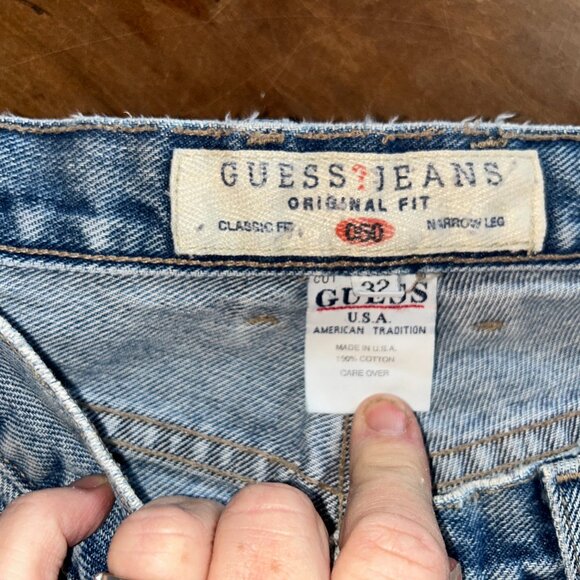 GUESS?JEANS
ORIGINAL FIT
CLASSIC FIT 050 NARROW LEG
CUT
32
GUESS
U.S.A.
AMERICAN TRADITION
MADE IN U.S.A.
100% COTTON
CARE OVER